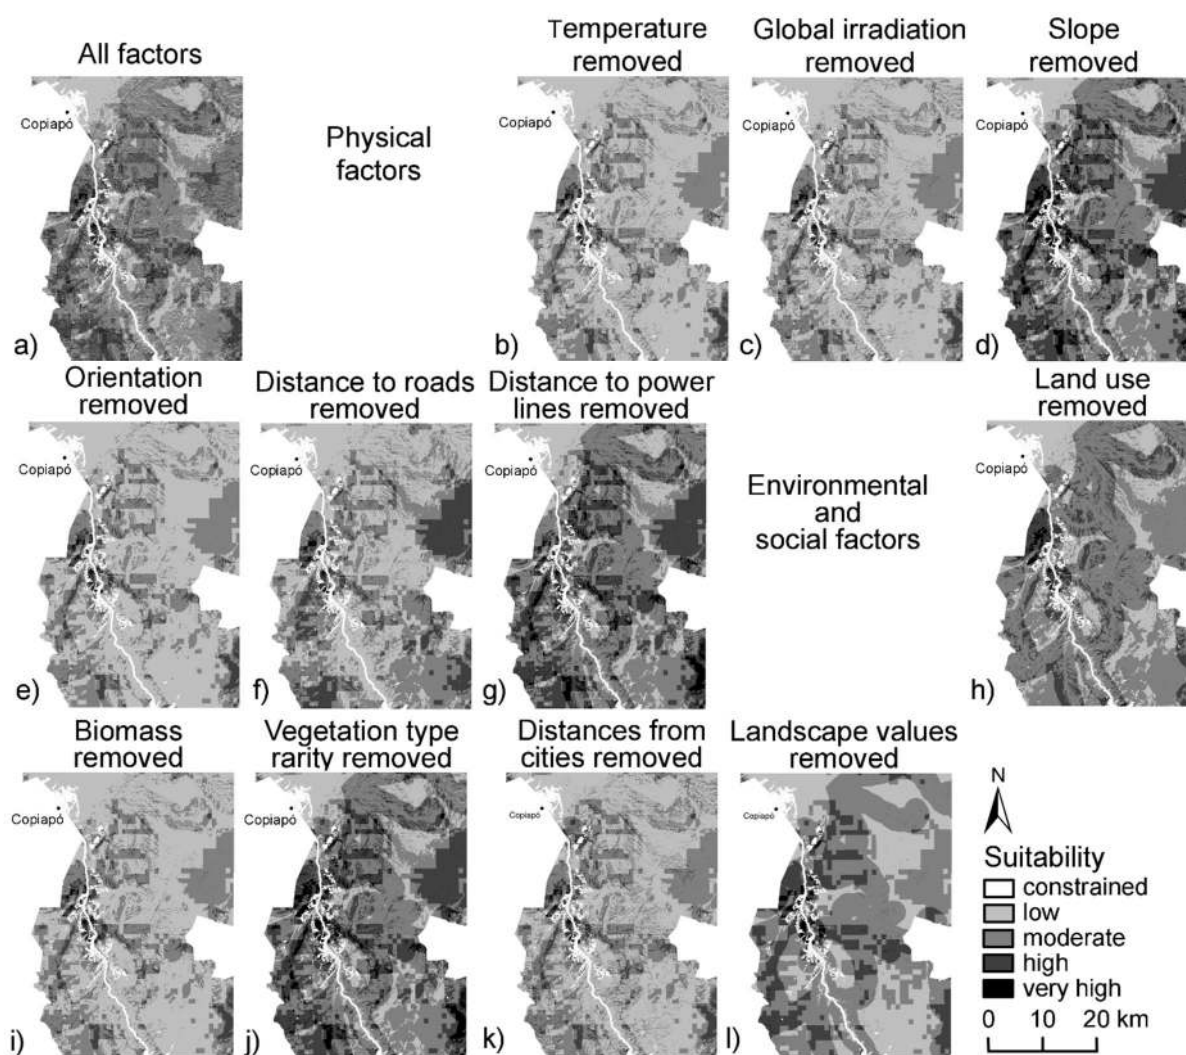 All factors
Copiapó
a)
Physical
factors
Temperature
removed
Copiapó
b)
Global irradiation
removed
Copiapó
c)
Slope
removed
Copiapó
d)
Orientation
removed
Copiapó
e)
Distance to roads
removed
Copiapó
f)
Distance to power
lines removed
Copiapó
g)
Environmental
and
social factors
Land use
removed
Copiapó
h)
Biomass
removed
Copiapó
i)
Vegetation type
rarity removed
Copiapó
j)
Distances from
cities removed
Copiapó
k)
Landscape values
removed
Copiapó
l)
N
Suitability
constrained
low
moderate
high
very high
0 10 20 km